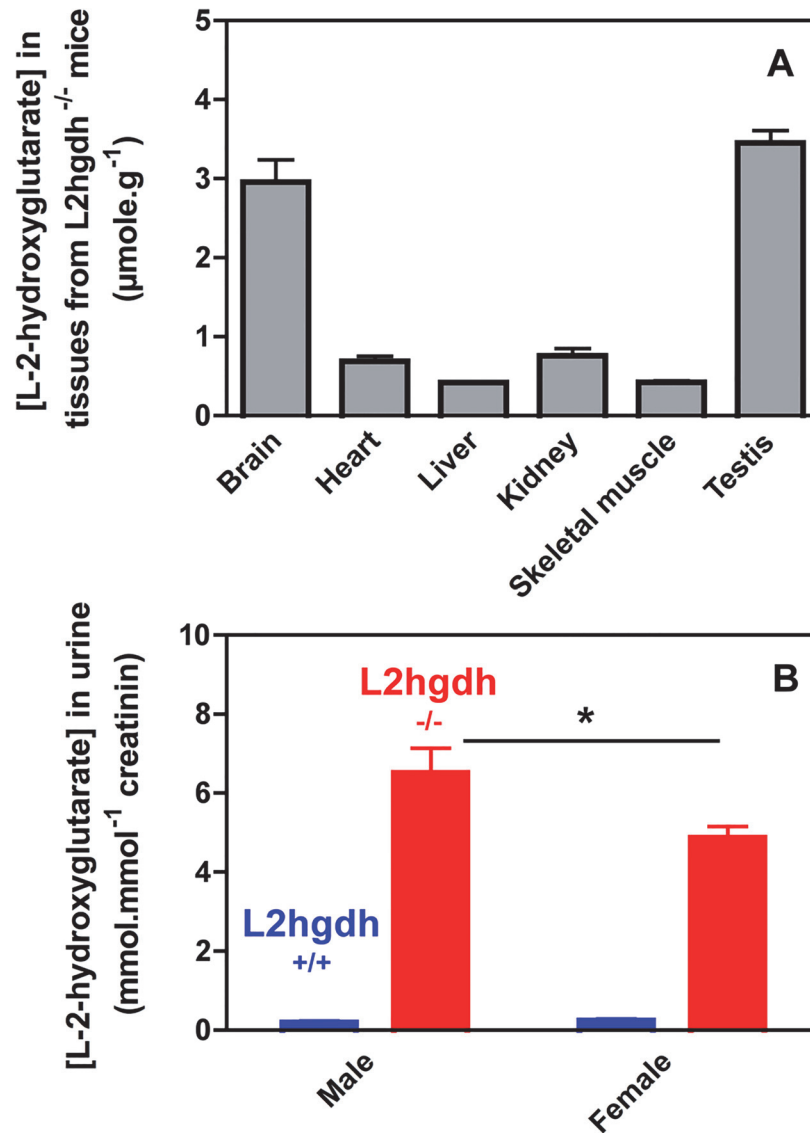 [L-2-hydroxyglutarate] in
tissues from L2hgdh-/- mice
(µmole.g-1)
5
4
3
2
1
0
A
Brain
Heart
Liver
Kidney
Skeletal muscle
Testis
[L-2-hydroxyglutarate] in urine
(mmol.mmol-1 creatinin)
10
8
6
4
2
0
B
L2hgdh
-/-
*
L2hgdh
+/+
Male
Female